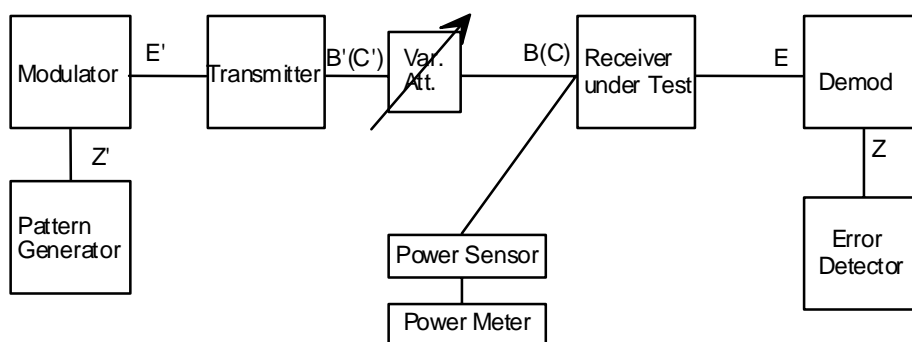 Modulator
E'
Transmitter
B'(C')
Var.
Att.
B(C)
Receiver
under Test
E
Demod
Z'
Z
Pattern
Generator
Power Sensor
Power Meter
Error
Detector